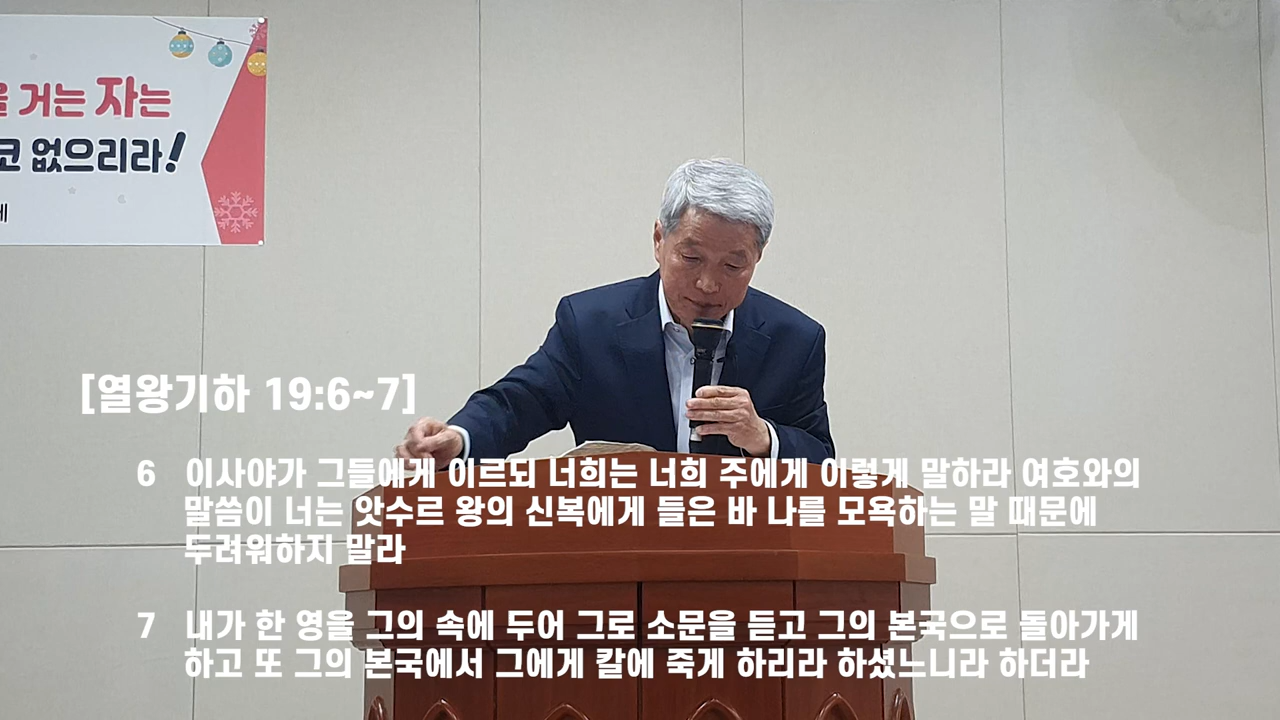 거는 자는
없으리라!
[열왕기하 19:6~7]
6 이사야가 그들에게 이르되 너희는 너희 주에게 이렇게 말하라 여호와의
말씀이 너는 앗수르 왕의 신복에게 들은 바 나를 모욕하는 말 때문에
두려워하지 말라
7 내가 한 영을 그의 속에 두어 그로 소문을 듣고 그의 본국으로 돌아가게
하고 또 그의 본국에서 그에게 칼에 죽게 하리라 하셨느니라 하더라